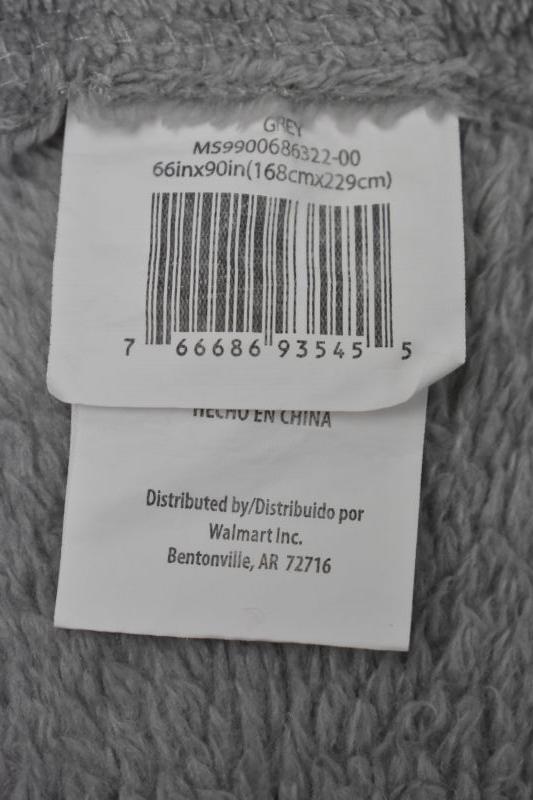 GREY
MS9900686322-00
66inx90in(168cmx229cm)
7 66686 93545 5
HECHO EN CHINA
Distributed by/Distribuido por
Walmart Inc.
Bentonville, AR 72716